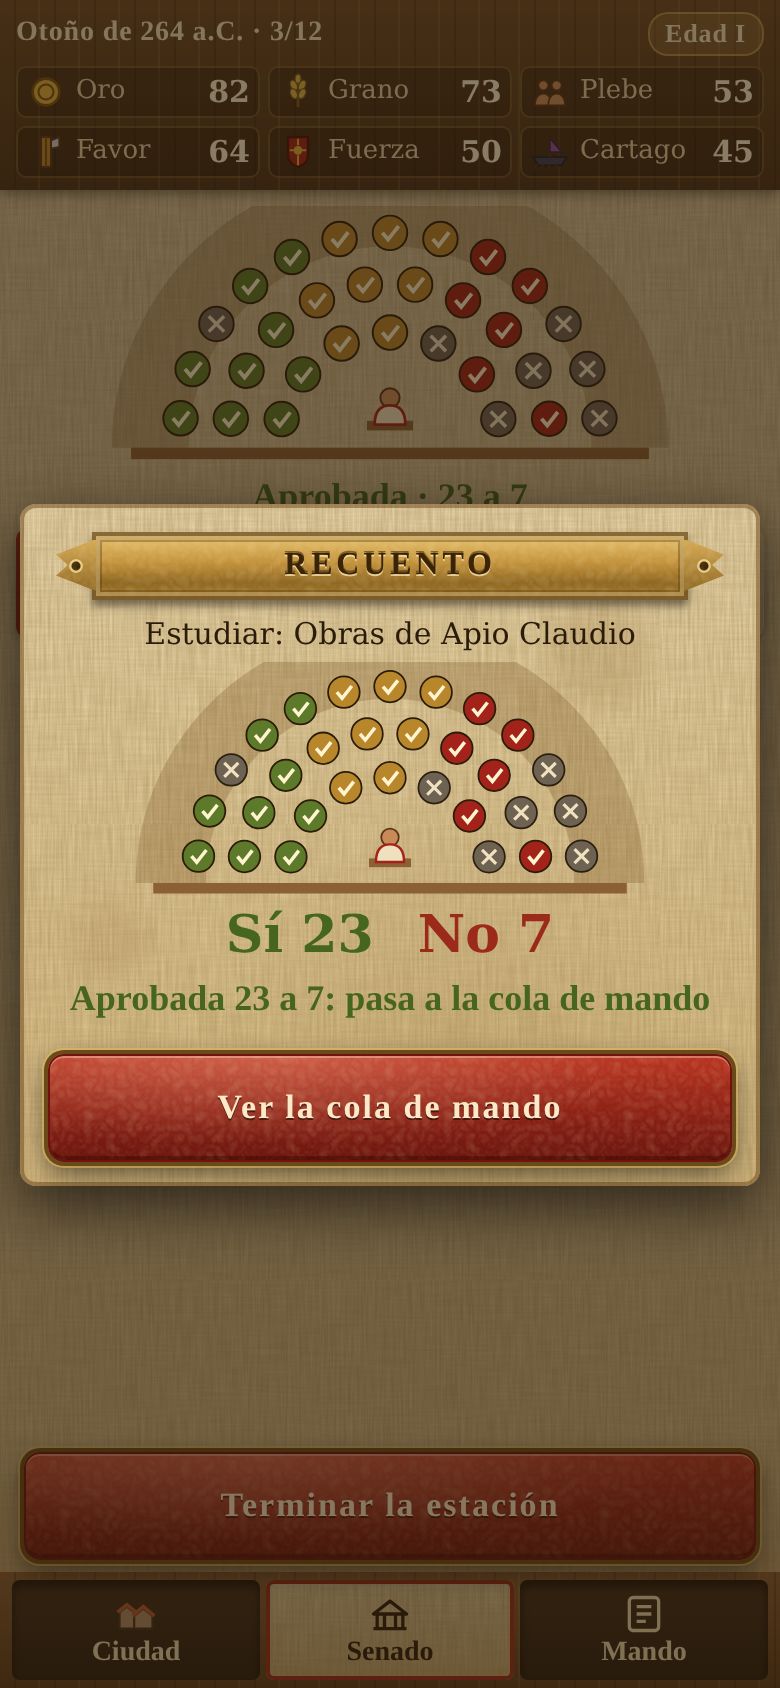 Otoño de 264 a.C. · 3/12
Edad I
Oro 82
Grano 73
Plebe 53
Favor 64
Fuerza 50
Cartago 45
Aprobada · 23 a 7
RECUENTO
Estudiar: Obras de Apio Claudio
Sí 23 No 7
Aprobada 23 a 7: pasa a la cola de mando
Ver la cola de mando
Terminar la estación
Ciudad
Senado
Mando